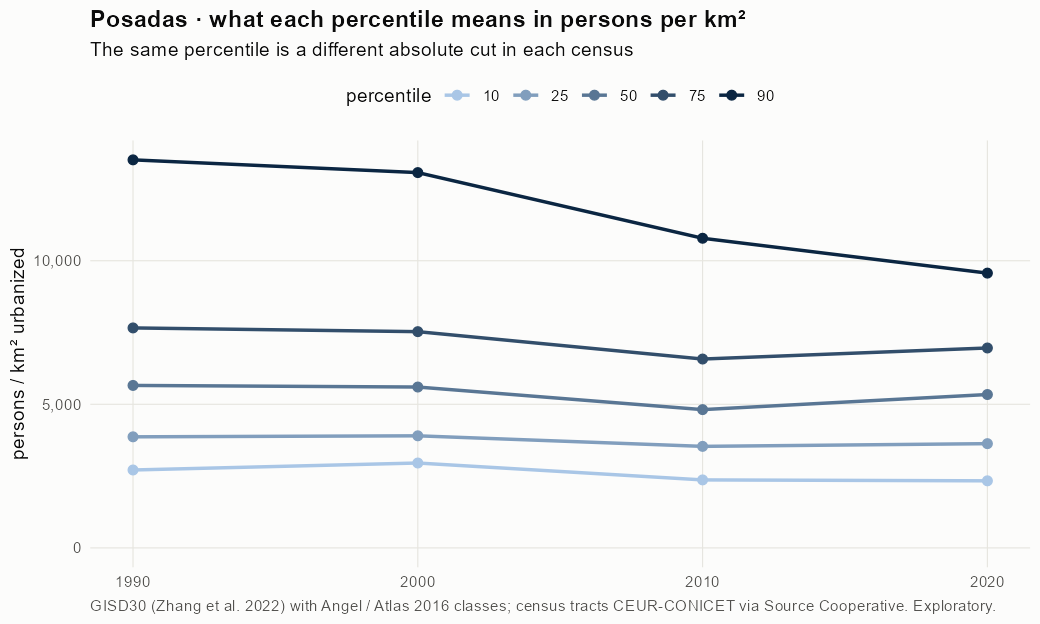 Posadas · what each percentile means in persons per km²
The same percentile is a different absolute cut in each census
percentile 10 25 50 75 90
persons / km² urbanized
10,000
5,000
0
1990 2000 2010 2020
GISD30 (Zhang et al. 2022) with Angel / Atlas 2016 classes; census tracts CEUR-CONICET via Source Cooperative. Exploratory.